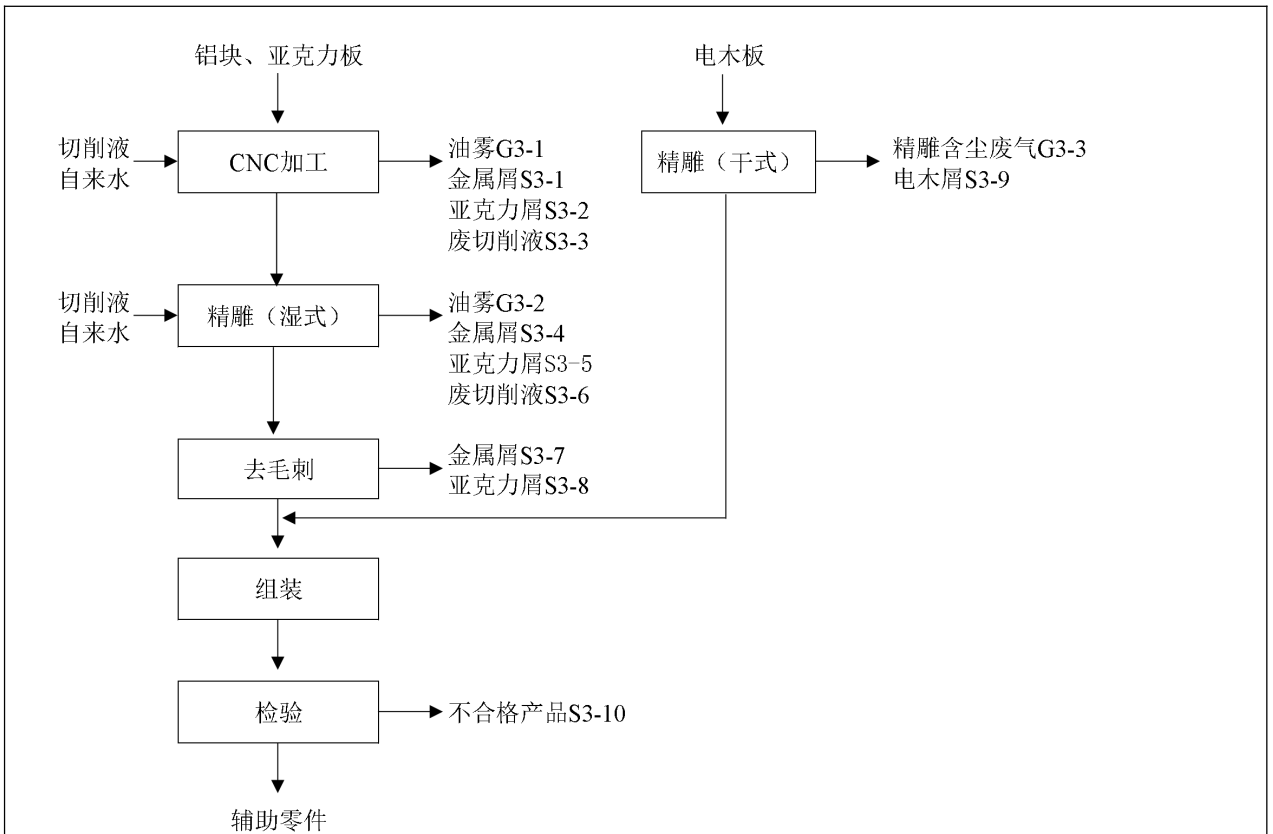 铝块、亚克力板
电木板
切削液
自来水
CNC加工
油雾G3-1
金属屑S3-1
亚克力屑S3-2
废切削液S3-3
精雕（干式）
精雕含尘废气G3-3
电木屑S3-9
切削液
自来水
精雕（湿式）
油雾G3-2
金属屑S3-4
亚克力屑S3-5
废切削液S3-6
去毛刺
金属屑S3-7
亚克力屑S3-8
组装
检验
不合格产品S3-10
辅助零件